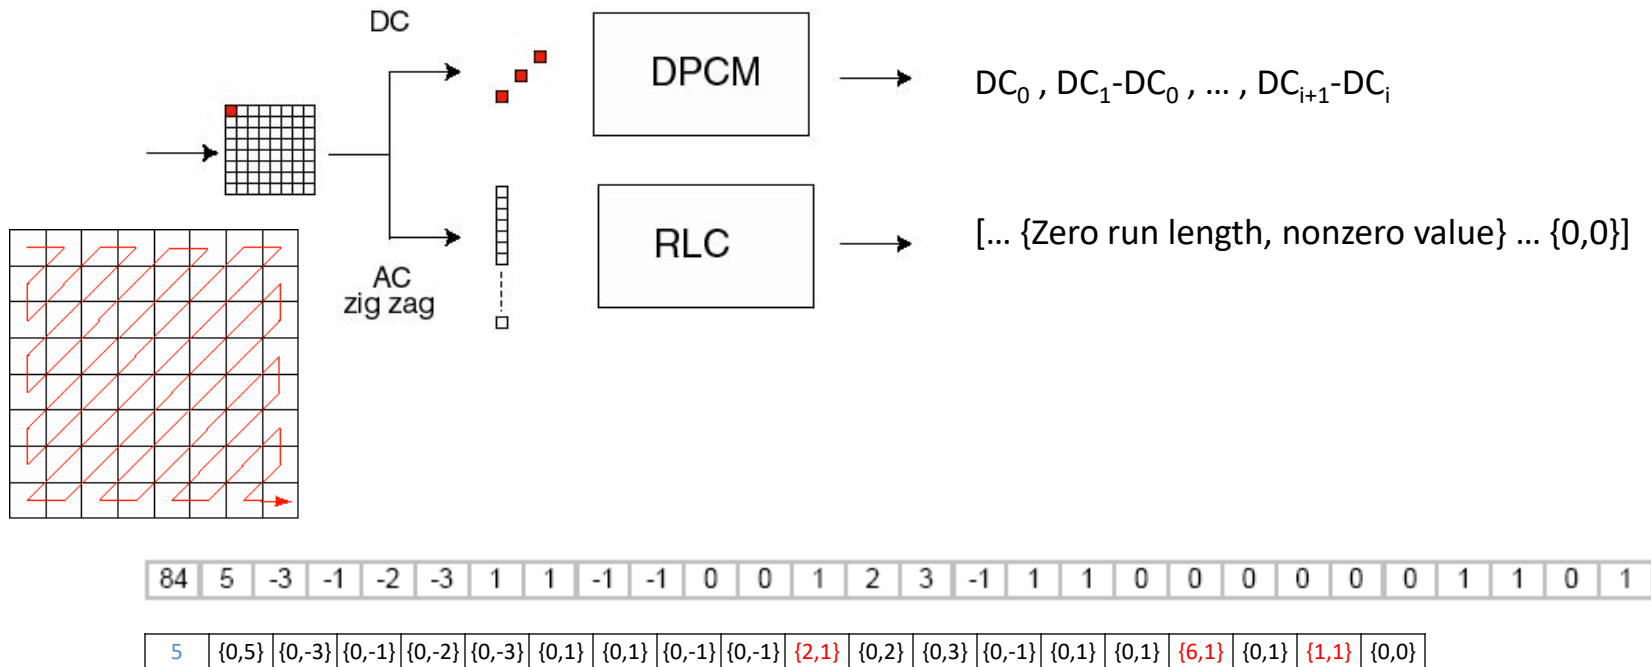 DC
DPCM
DC0 , DC1-DC0 , … , DCi+1-DCi
AC
zig zag
RLC
[… {Zero run length, nonzero value} … {0,0}]
84 5 -3 -1 -2 -3 1 1 -1 -1 0 0 1 2 3 -1 1 1 0 0 0 0 0 0 1 1 0 1
5 {0,5} {0,-3} {0,-1} {0,-2} {0,-3} {0,1} {0,1} {0,-1} {0,-1} {2,1} {0,2} {0,3} {0,-1} {0,1} {0,1} {6,1} {0,1} {1,1} {0,0}